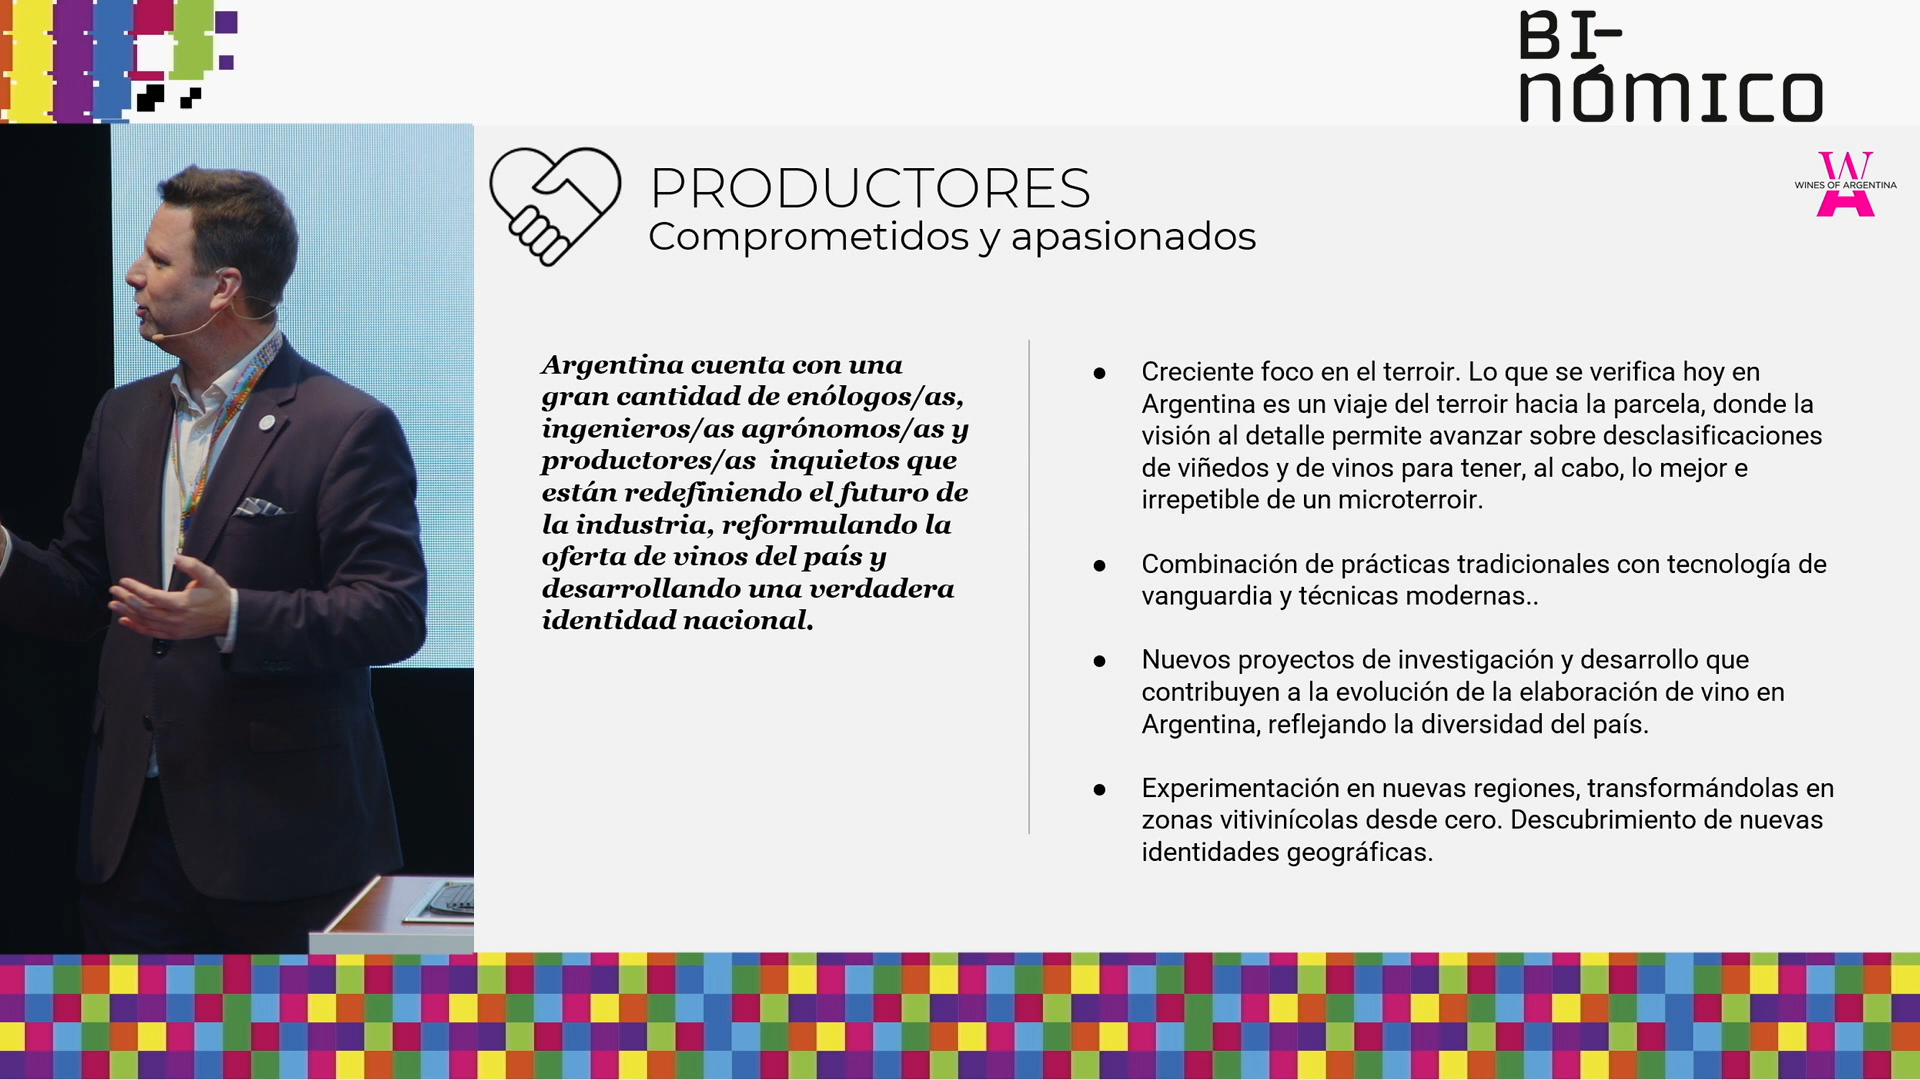 BI-
NÓMICO
PRODUCTORES
Comprometidos y apasionados
WINES OF ARGENTINA
Argentina cuenta con una
gran cantidad de enólogos/as,
ingenieros/as agrónomos/as y
productores/as  inquietos que
están redefiniendo el futuro de
la industria, reformulando la
oferta de vinos del país y
desarrollando una verdadera
identidad nacional.
● Creciente foco en el terroir. Lo que se verifica hoy en
Argentina es un viaje del terroir hacia la parcela, donde la
visión al detalle permite avanzar sobre desclasificaciones
de viñedos y de vinos para tener, al cabo, lo mejor e
irrepetible de un microterroir.
● Combinación de prácticas tradicionales con tecnología de
vanguardia y técnicas modernas..
● Nuevos proyectos de investigación y desarrollo que
contribuyen a la evolución de la elaboración de vino en
Argentina, reflejando la diversidad del país.
● Experimentación en nuevas regiones, transformándolas en
zonas vitivinícolas desde cero. Descubrimiento de nuevas
identidades geográficas.